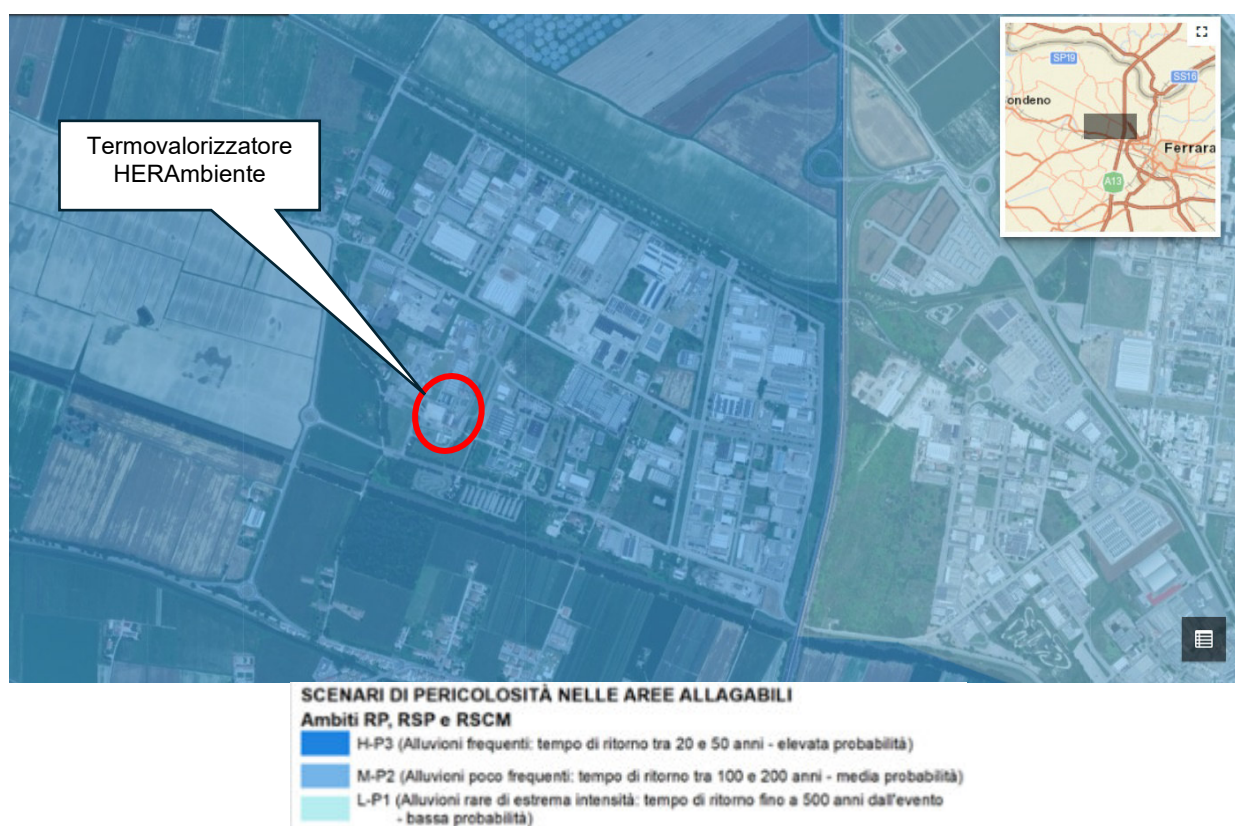 Termovalorizzatore
HERAmbiente
SP19
SS16
ondeno
Ferrara
A13
SCENARI DI PERICOLOSITÀ NELLE AREE ALLAGABILI
Ambiti RP, RSP e RSCM
H-P3 (Alluvioni frequenti: tempo di ritorno tra 20 e 50 anni - elevata probabilità)
M-P2 (Alluvioni poco frequenti: tempo di ritorno tra 100 e 200 anni - media probabilità)
L-P1 (Alluvioni rare di estrema intensità: tempo di ritorno fino a 500 anni dall'evento
- bassa probabilità)